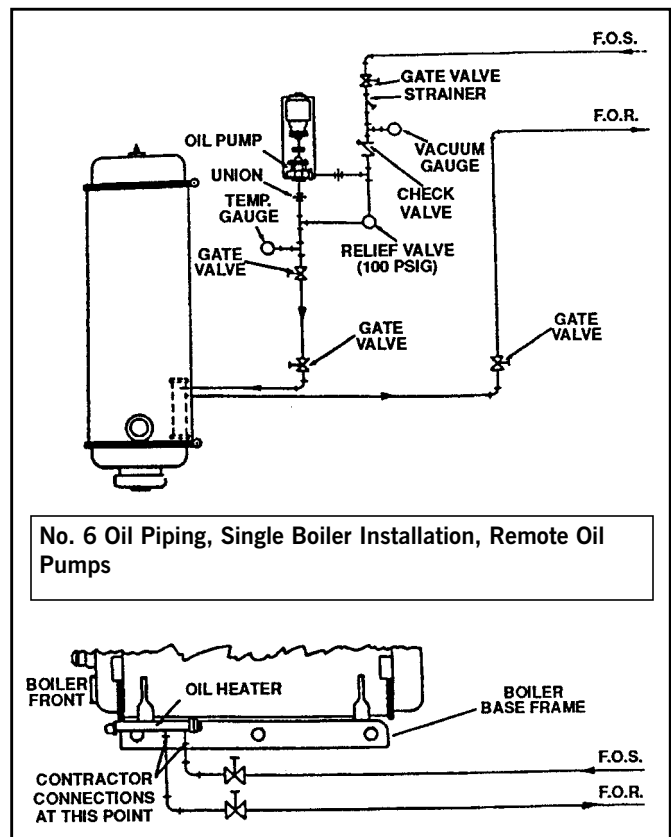 F.O.S.
GATE VALVE
STRAINER
F.O.R.
OIL PUMP
VACUUM
GAUGE
UNION
CHECK
VALVE
TEMP.
GAUGE
RELIEF VALVE
(100 PSIG)
GATE
VALVE
GATE
VALVE
GATE
VALVE
No. 6 Oil Piping, Single Boiler Installation, Remote Oil
Pumps
BOILER
FRONT
OIL HEATER
BOILER
BASE FRAME
F.O.S.
CONTRACTOR
CONNECTIONS
AT THIS POINT
F.O.R.